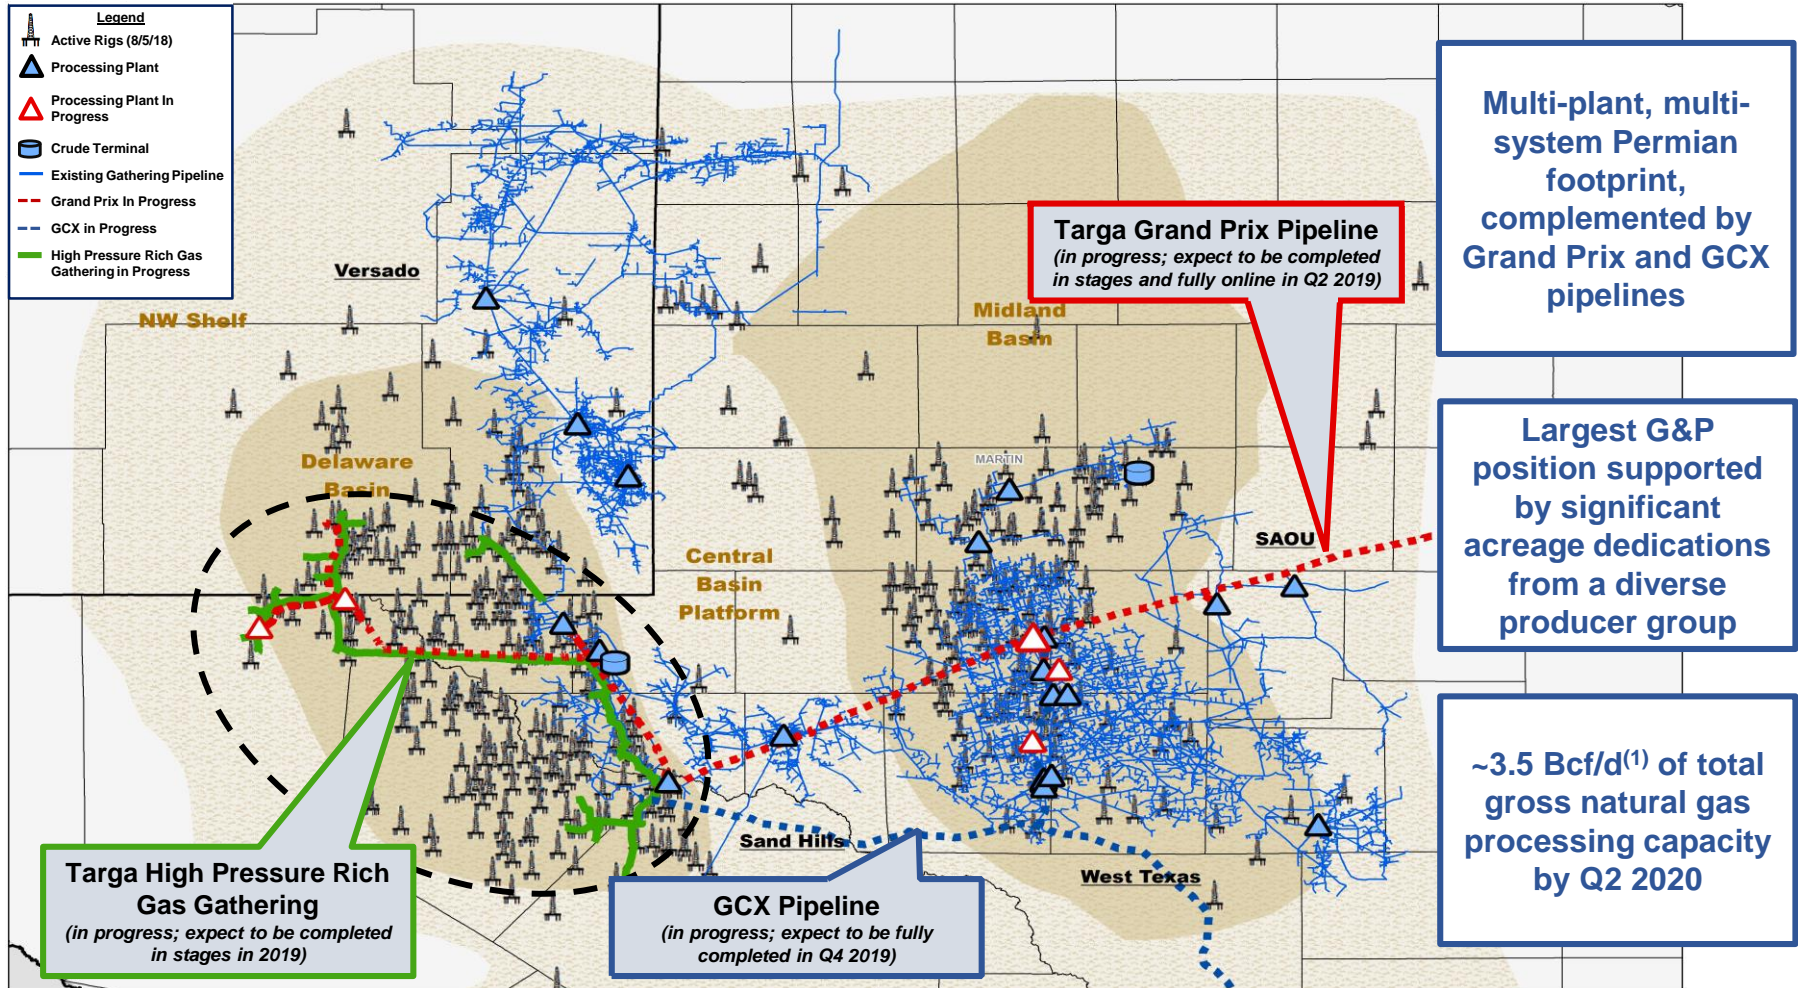 Legend
Active Rigs (8/5/18)
Processing Plant
Processing Plant In
Progress
Crude Terminal
Existing Gathering Pipeline
Grand Prix In Progress
GCX in Progress
High Pressure Rich Gas
Gathering in Progress
Versado
NW Shelf
Delaware
Basin
Central
Basin
Platform
Midland
Basin
MARTIN
SAOU
Sand Hills
West Texas
Targa Grand Prix Pipeline
(in progress; expect to be completed
in stages and fully online in Q2 2019)
Targa High Pressure Rich
Gas Gathering
(in progress; expect to be completed
in stages in 2019)
GCX Pipeline
(in progress; expect to be fully
completed in Q4 2019)
Multi-plant, multi-
system Permian
footprint,
complemented by
Grand Prix and GCX
pipelines
Largest G&P
position supported
by significant
acreage dedications
from a diverse
producer group
~3.5 Bcf/d(1) of total
gross natural gas
processing capacity
by Q2 2020